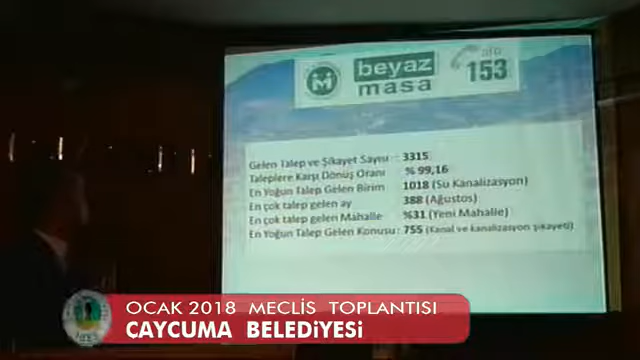 beyaz
masa
alo
153
Gelen Talep ve Şikayet Sayısı : 3315
Taleplere Karşı Dönüş Oranı % 99,16
En Yoğun Talep Gelen Birim 1018 (Su Kanalizasyon)
En çok talep gelen ay 388 (Ağustos)
En çok talep gelen Mahalle %31 (Yeni Mahalle)
En Yoğun Talep Gelen Konusu : 755 (Kanal ve kanalizasyon şikayeti)
OCAK 2018 MECLİS TOPLANTISI
ÇAYCUMA BELEDİYESİ